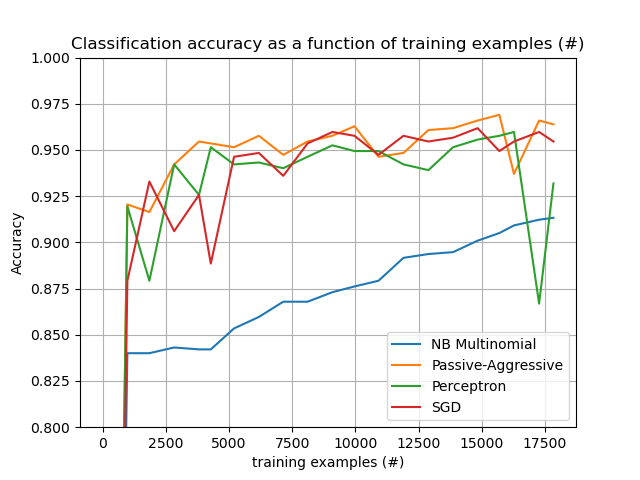 Classification accuracy as a function of training examples (#)
1.000
0.975
0.950
0.925
0.900
0.875
0.850
0.825
0.800
Accuracy
NB Multinomial
Passive-Aggressive
Perceptron
SGD
0 2500 5000 7500 10000 12500 15000 17500
training examples (#)